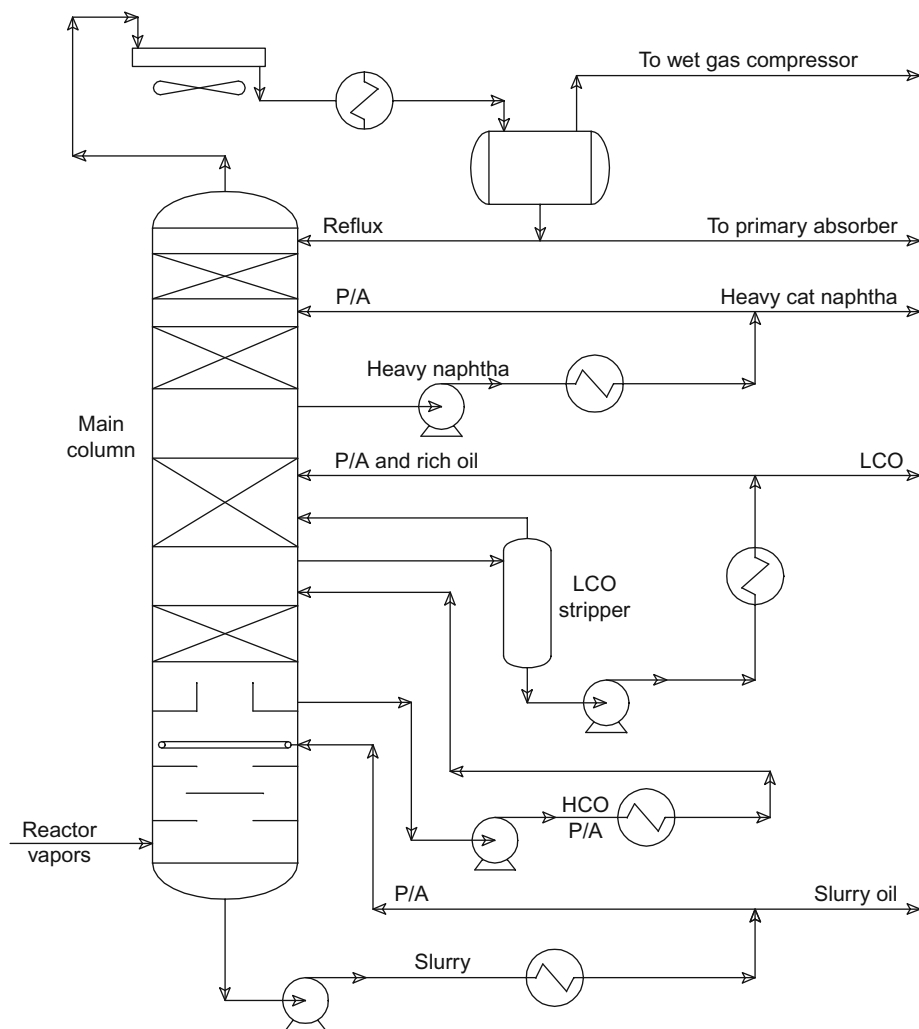 To wet gas compressor
Reflux
To primary absorber
P/A
Heavy cat naphtha
Heavy naphtha
Main
column
P/A and rich oil
LCO
LCO
stripper
HCO
P/A
Reactor
vapors
P/A
Slurry oil
Slurry